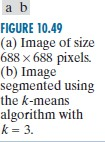 a b
FIGURE 10.49
(a) Image of size
688 × 688 pixels.
(b) Image
segmented using
the k-means
algorithm with
k = 3.